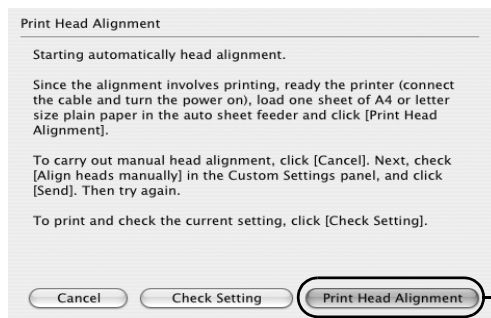 Print Head Alignment
Starting automatically head alignment.
Since the alignment involves printing, ready the printer (connect
the cable and turn the power on), load one sheet of A4 or letter
size plain paper in the auto sheet feeder and click [Print Head
Alignment].
To carry out manual head alignment, click [Cancel]. Next, check
[Align heads manually] in the Custom Settings panel, and click
[Send]. Then try again.
To print and check the current setting, click [Check Setting].
Cancel Check Setting Print Head Alignment